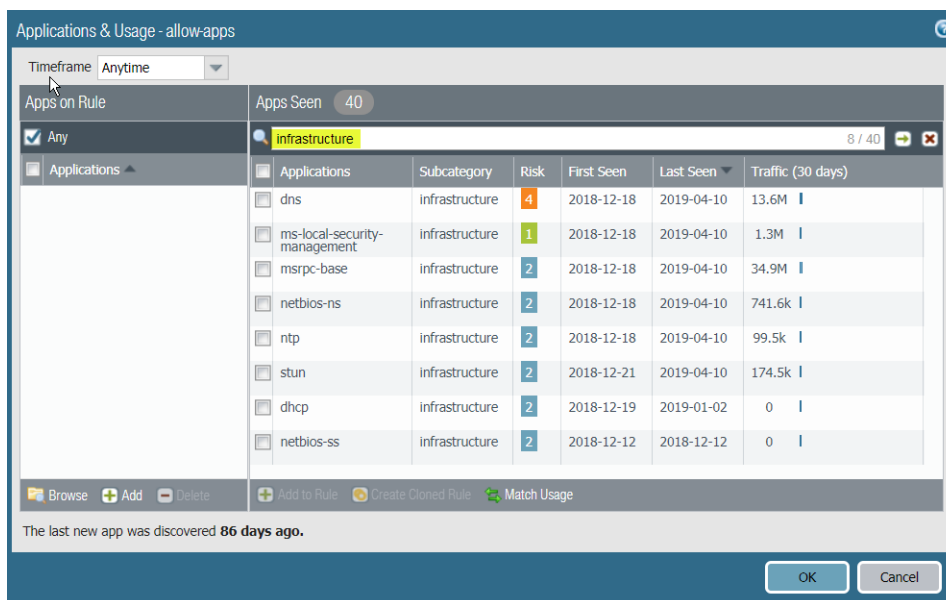 Applications & Usage - allow-apps
Timeframe Anytime
Apps on Rule
Apps Seen 40
Any
infrastructure 8 / 40
Applications
Applications Subcategory Risk First Seen Last Seen Traffic (30 days)
dns infrastructure 4 2018-12-18 2019-04-10 13.6M
ms-local-security-
management infrastructure 1 2018-12-18 2019-04-10 1.3M
msrpc-base infrastructure 2 2018-12-18 2019-04-10 34.9M
netbios-ns infrastructure 2 2018-12-18 2019-04-10 741.6k
ntp infrastructure 2 2018-12-18 2019-04-10 99.5k
stun infrastructure 2 2018-12-21 2019-04-10 174.5k
dhcp infrastructure 2 2018-12-19 2019-01-02 0
netbios-ss infrastructure 2 2018-12-12 2018-12-12 0
Browse Add Delete
Add to Rule Create Cloned Rule Match Usage
The last new app was discovered 86 days ago.
OK Cancel